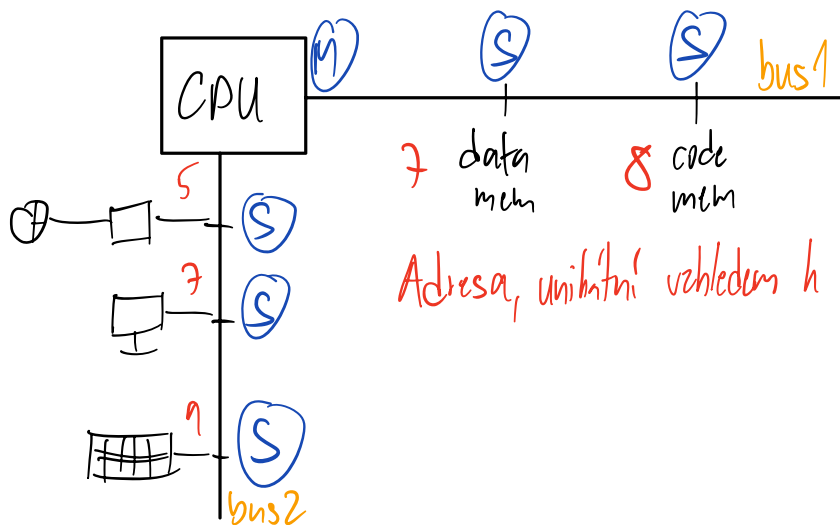 M S S
bus1
CPU
7 data mem
8 code mem
5 S
7 S
9 S
Adresa, unikátní vzhledem k
bus2